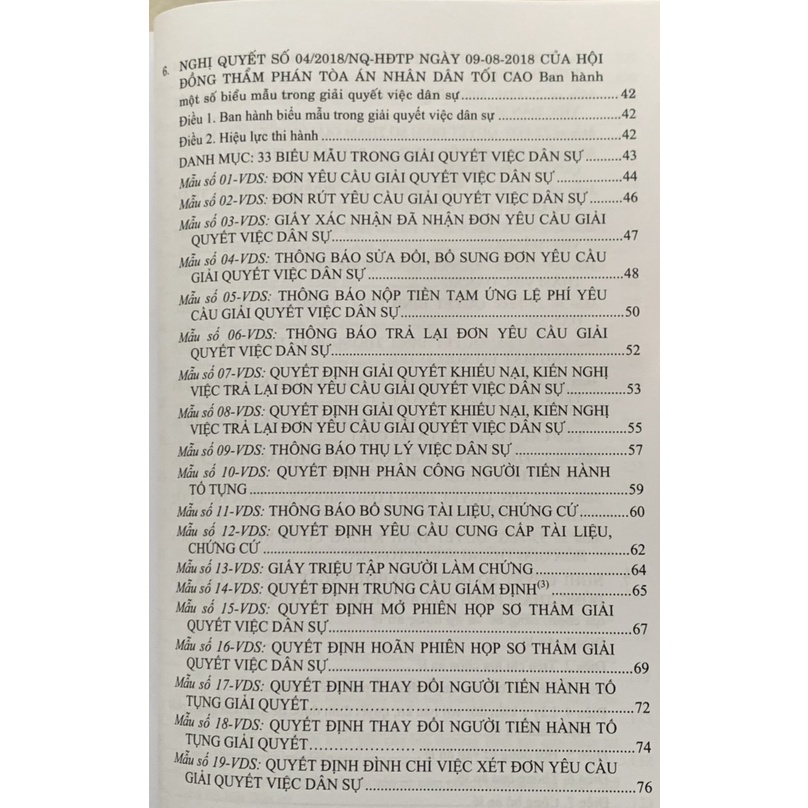 6. NGHỊ QUYẾT SỐ 04/2018/NQ-HĐTP NGÀY 09-08-2018 CỦA HỘI
ĐỒNG THẨM PHÁN TÒA ÁN NHÂN DÂN TỐI CAO Ban hành
một số biểu mẫu trong giải quyết việc dân sự ........ 42
Điều 1. Ban hành biểu mẫu trong giải quyết việc dân sự ........ 42
Điều 2. Hiệu lực thi hành ........ 42
DANH MỤC: 33 BIỂU MẪU TRONG GIẢI QUYẾT VIỆC DÂN SỰ ........ 43
Mẫu số 01-VDS: ĐƠN YÊU CẦU GIẢI QUYẾT VIỆC DÂN SỰ ........ 44
Mẫu số 02-VDS: ĐƠN RÚT YÊU CẦU GIẢI QUYẾT VIỆC DÂN SỰ ........ 46
Mẫu số 03-VDS: GIẤY XÁC NHẬN ĐÃ NHẬN ĐƠN YÊU CẦU GIẢI
QUYẾT VIỆC DÂN SỰ ........ 47
Mẫu số 04-VDS: THÔNG BÁO SỬA ĐỔI, BỔ SUNG ĐƠN YÊU CẦU
GIẢI QUYẾT VIỆC DÂN SỰ ........ 48
Mẫu số 05-VDS: THÔNG BÁO NỘP TIỀN TẠM ỨNG LỆ PHÍ YÊU
CẦU GIẢI QUYẾT VIỆC DÂN SỰ ........ 50
Mẫu số 06-VDS: THÔNG BÁO TRẢ LẠI ĐƠN YÊU CẦU GIẢI
QUYẾT VIỆC DÂN SỰ ........ 52
Mẫu số 07-VDS: QUYẾT ĐỊNH GIẢI QUYẾT KHIẾU NẠI, KIẾN NGHỊ
VIỆC TRẢ LẠI ĐƠN YÊU CẦU GIẢI QUYẾT VIỆC DÂN SỰ ........ 53
Mẫu số 08-VDS: QUYẾT ĐỊNH GIẢI QUYẾT KHIẾU NẠI, KIẾN NGHỊ
VIỆC TRẢ LẠI ĐƠN YÊU CẦU GIẢI QUYẾT VIỆC DÂN SỰ ........ 55
Mẫu số 09-VDS: THÔNG BÁO THỤ LÝ VIỆC DÂN SỰ ........ 57
Mẫu số 10-VDS: QUYẾT ĐỊNH PHÂN CÔNG NGƯỜI TIẾN HÀNH
TỐ TỤNG ........ 59
Mẫu số 11-VDS: THÔNG BÁO BỔ SUNG TÀI LIỆU, CHỨNG CỨ ........ 60
Mẫu số 12-VDS: QUYẾT ĐỊNH YÊU CẦU CUNG CẤP TÀI LIỆU,
CHỨNG CỨ ........ 62
Mẫu số 13-VDS: GIẤY TRIỆU TẬP NGƯỜI LÀM CHỨNG ........ 64
Mẫu số 14-VDS: QUYẾT ĐỊNH TRƯNG CẦU GIÁM ĐỊNH(3) ........ 65
Mẫu số 15-VDS: QUYẾT ĐỊNH MỞ PHIÊN HỌP SƠ THẨM GIẢI
QUYẾT VIỆC DÂN SỰ ........ 67
Mẫu số 16-VDS: QUYẾT ĐỊNH HOÃN PHIÊN HỌP SƠ THẨM GIẢI
QUYẾT VIỆC DÂN SỰ ........ 69
Mẫu số 17-VDS: QUYẾT ĐỊNH THAY ĐỔI NGƯỜI TIẾN HÀNH TỐ
TỤNG GIẢI QUYẾT ........ 72
Mẫu số 18-VDS: QUYẾT ĐỊNH THAY ĐỔI NGƯỜI TIẾN HÀNH TỐ
TỤNG GIẢI QUYẾT ........ 74
Mẫu số 19-VDS: QUYẾT ĐỊNH ĐÌNH CHỈ VIỆC XÉT ĐƠN YÊU CẦU
GIẢI QUYẾT VIỆC DÂN SỰ ........ 76